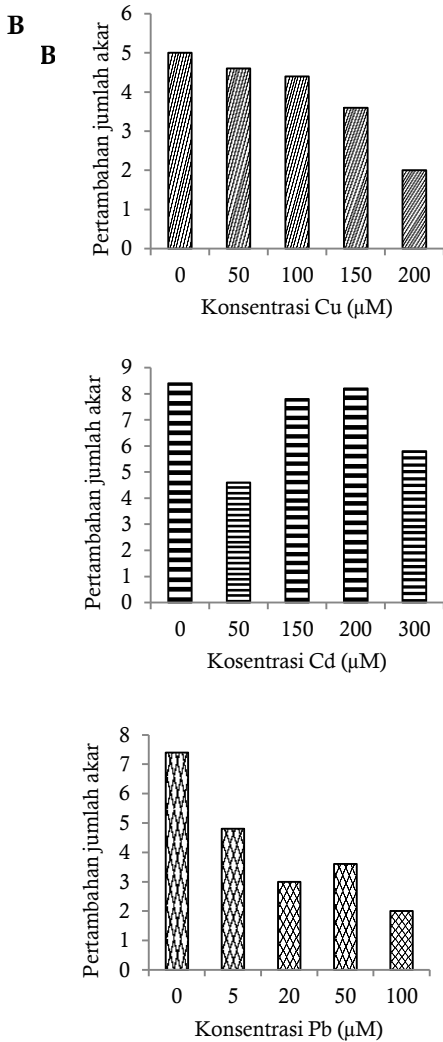 B
B
Pertambahan jumlah akar
6
5
4
3
2
1
0
0 50 100 150 200
Konsentrasi Cu (µM)
Pertambahan jumlah akar
9
8
7
6
5
4
3
2
1
0
0 50 150 200 300
Kosentrasi Cd (µM)
Pertambahan jumlah akar
8
7
6
5
4
3
2
1
0
0 5 20 50 100
Konsentrasi Pb (µM)